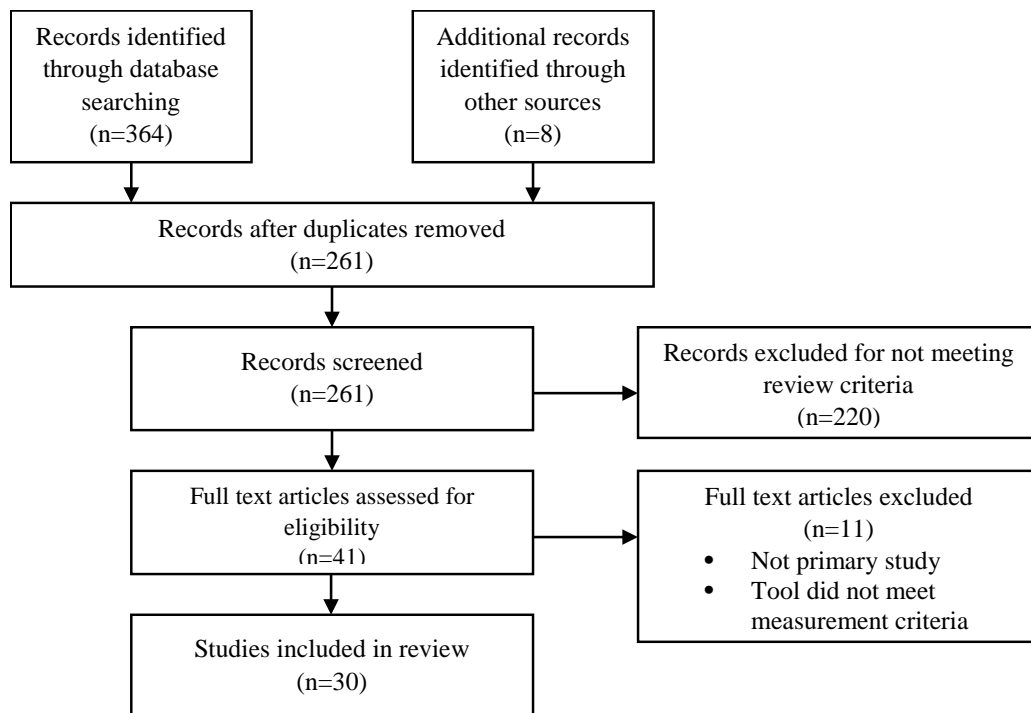 Records identified
through database
searching
(n=364)
Additional records
identified through
other sources
(n=8)
Records after duplicates removed
(n=261)
Records screened
(n=261)
Records excluded for not meeting
review criteria
(n=220)
Full text articles assessed for
eligibility
(n=41)
Full text articles excluded
(n=11)
• Not primary study
• Tool did not meet
measurement criteria
Studies included in review
(n=30)